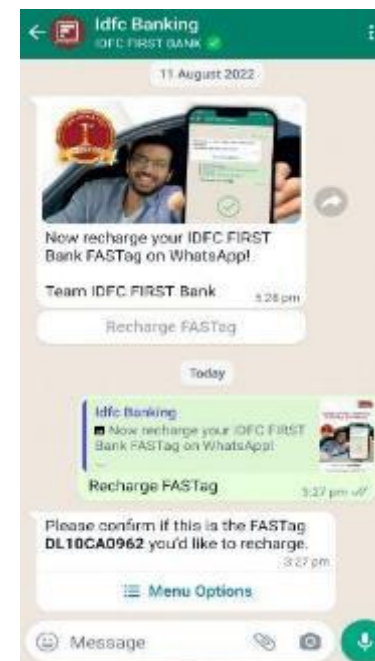 Idfc Banking
IDFC FIRST BANK
11 August 2022
Now recharge your IDFC FIRST
Bank FASTag on WhatsApp!
Team IDFC FIRST Bank
Recharge FASTag
Today
Idfc Banking
Now recharge your IDFC FIRST
Bank FASTag on WhatsApp!
...
Recharge FASTag
3:27 pm
Please confirm if this is the FASTag
DL10CA0962 you'd like to recharge.
3:27 pm
Menu Options
Message